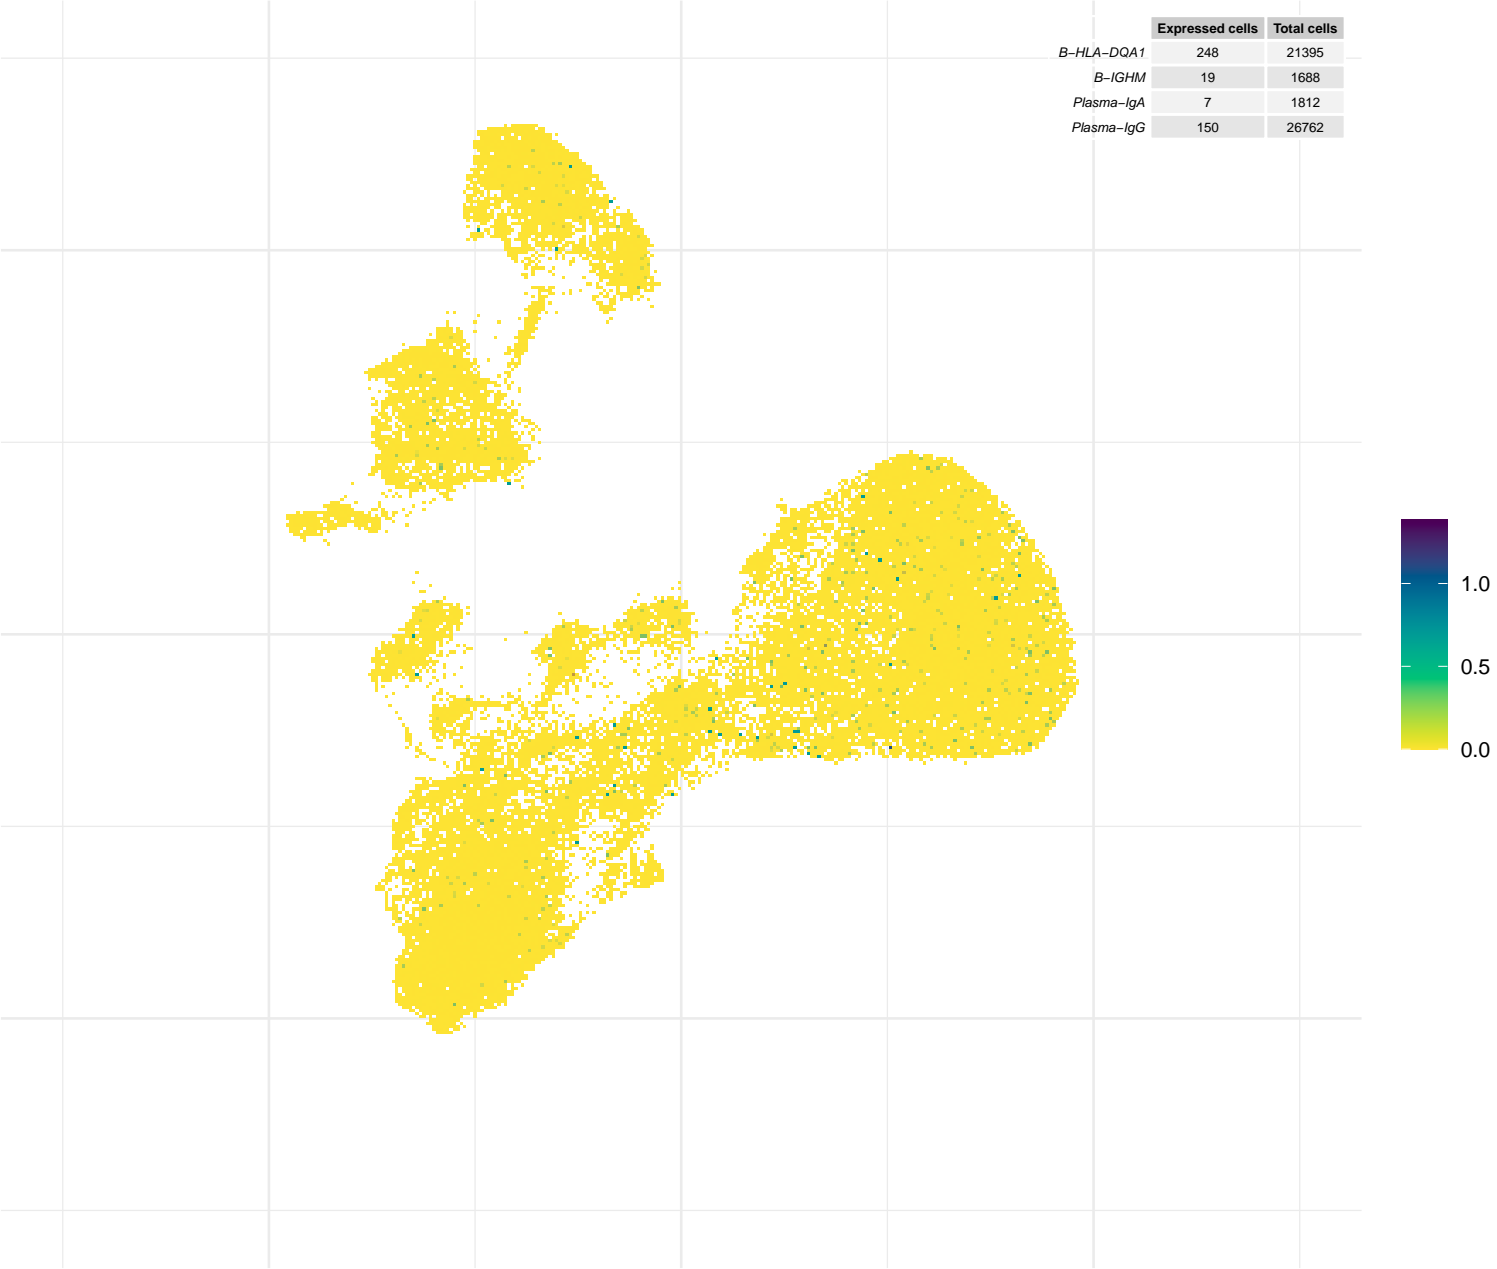 Expressed cells Total cells
B−HLA−DQA1 248 21395
B−IGHM 19 1688
Plasma−IgA 7 1812
Plasma−IgG 150 26762
1.0
0.5
0.0